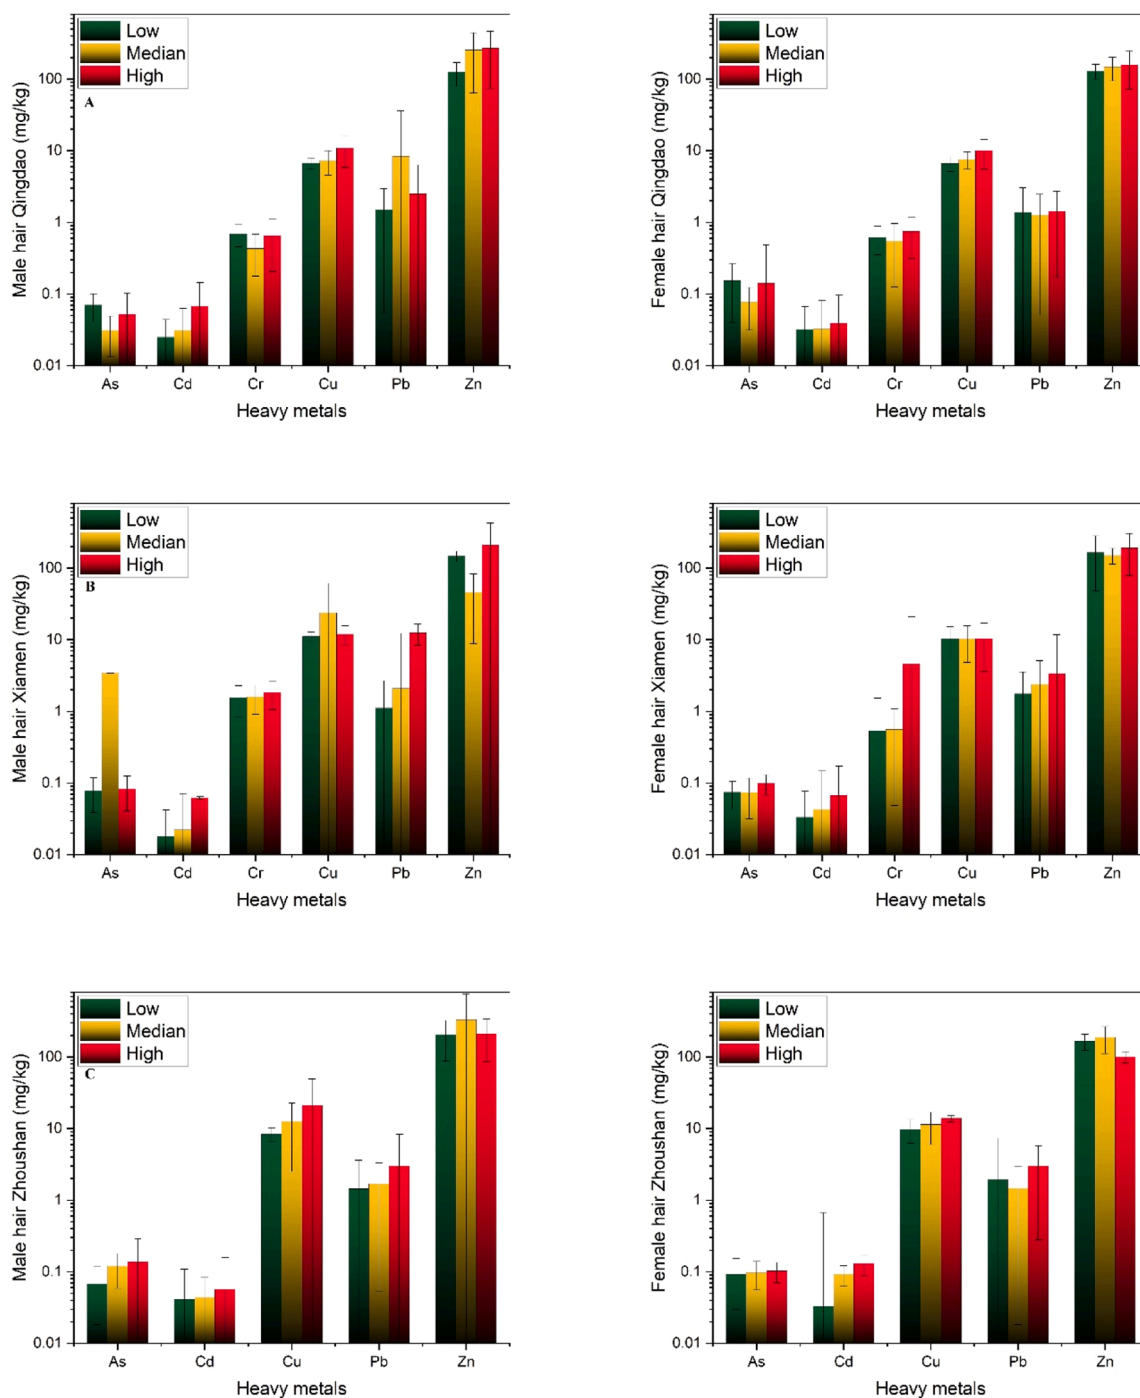 Male hair Qingdao (mg/kg)
100
10
1
0.1
0.01
Low
Median
High
A
As Cd Cr Cu Pb Zn
Heavy metals
Female hair Qingdao (mg/kg)
100
10
1
0.1
0.01
Low
Median
High
As Cd Cr Cu Pb Zn
Heavy metals
Male hair Xiamen (mg/kg)
100
10
1
0.1
0.01
Low
Median
High
B
As Cd Cr Cu Pb Zn
Heavy metals
Female hair Xiamen (mg/kg)
100
10
1
0.1
0.01
Low
Median
High
As Cd Cr Cu Pb Zn
Heavy metals
Male hair Zhoushan (mg/kg)
100
10
1
0.1
0.01
Low
Median
High
C
As Cd Cu Pb Zn
Heavy metals
Female hair Zhoushan (mg/kg)
100
10
1
0.1
0.01
Low
Median
High
As Cd Cu Pb Zn
Heavy metals